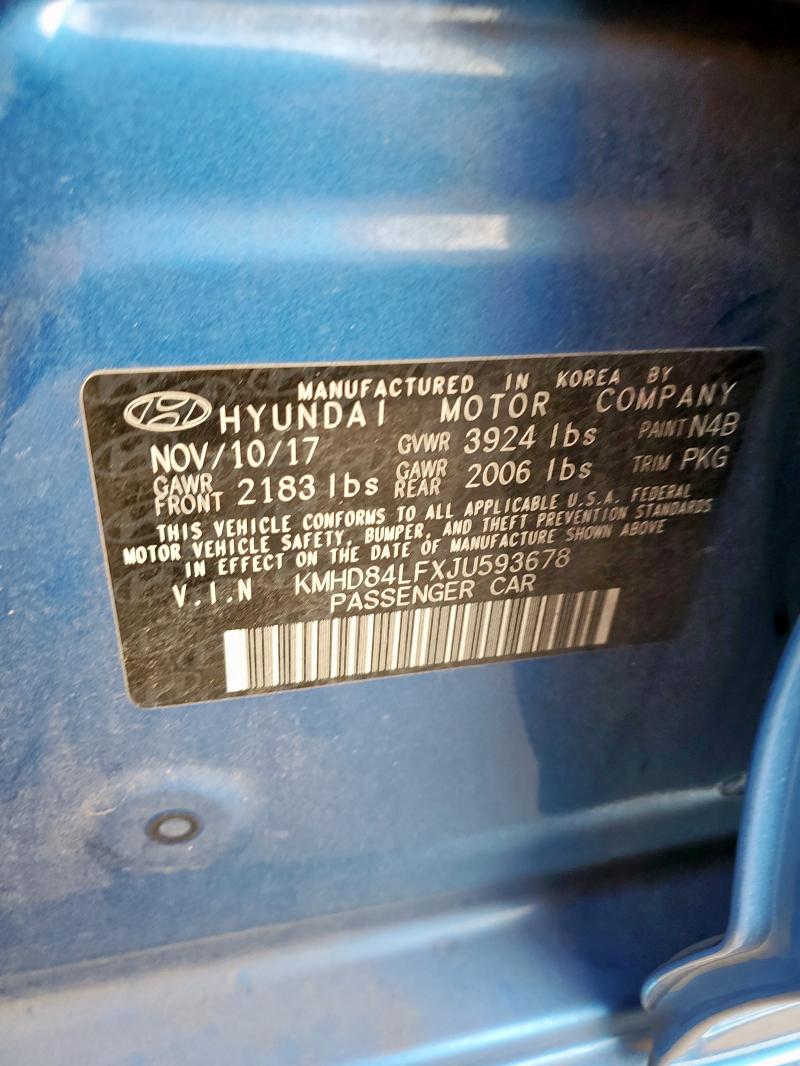 MANUFACTURED IN KOREA BY
HYUNDAI MOTOR COMPANY
NOV/10/17 GVWR 3924 lbs PAINT N4B
GAWR FRONT 2183 lbs GAWR REAR 2006 lbs TRIM PKG
THIS VEHICLE CONFORMS TO ALL APPLICABLE U.S.A. FEDERAL
MOTOR VEHICLE SAFETY, BUMPER, AND THEFT PREVENTION STANDARDS
IN EFFECT ON THE DATE OF MANUFACTURE SHOWN ABOVE
V.I.N KMHD84LFXJU593678
PASSENGER CAR